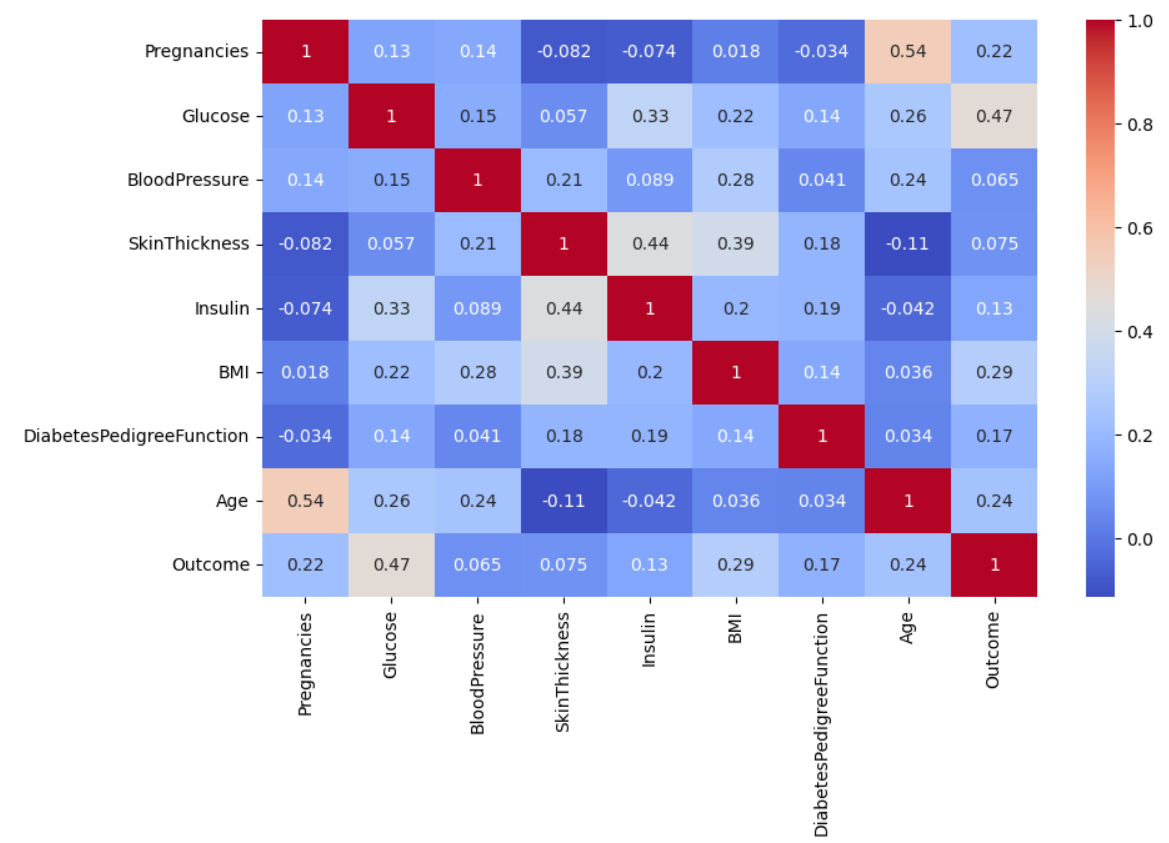 Pregnancies 1 0.13 0.14 -0.082 -0.074 0.018 -0.034 0.54 0.22
Glucose 0.13 1 0.15 0.057 0.33 0.22 0.14 0.26 0.47
BloodPressure 0.14 0.15 1 0.21 0.089 0.28 0.041 0.24 0.065
SkinThickness -0.082 0.057 0.21 1 0.44 0.39 0.18 -0.11 0.075
Insulin -0.074 0.33 0.089 0.44 1 0.2 0.19 -0.042 0.13
BMI 0.018 0.22 0.28 0.39 0.2 1 0.14 0.036 0.29
DiabetesPedigreeFunction -0.034 0.14 0.041 0.18 0.19 0.14 1 0.034 0.17
Age 0.54 0.26 0.24 -0.11 -0.042 0.036 0.034 1 0.24
Outcome 0.22 0.47 0.065 0.075 0.13 0.29 0.17 0.24 1
Pregnancies
Glucose
BloodPressure
SkinThickness
Insulin
BMI
DiabetesPedigreeFunction
Age
Outcome
1.0
0.8
0.6
0.4
0.2
0.0